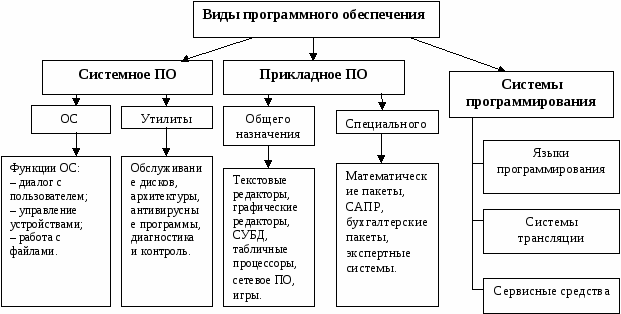 Виды программного обеспечения
Системное ПО
Прикладное ПО
Системы
программирования
ОС
Утилиты
Общего
назначения
Специального
Языки
программирования
Системы
трансляции
Сервисные средства
Функции ОС:
– диалог с
пользователем;
– управление
устройствами;
– работа с
файлами.
Обслуживани
е дисков,
архитектуры,
антивирусны
е программы,
диагностика
и контроль.
Текстовые
редакторы,
графические
редакторы,
СУБД,
табличные
процессоры,
сетевое ПО,
игры.
Математическ
ие пакеты,
САПР,
бухгалтерские
пакеты,
экспертные
системы.